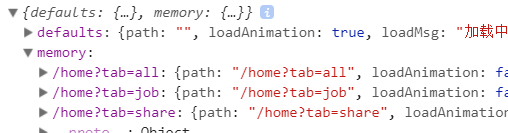 ▼ {defaults: {…}, memory: {…}} i
▶ defaults: {path: "", loadAnimation: true, loadMsg: "加载中
▼ memory:
▶ /home?tab=all: {path: "/home?tab=all", loadAnimation: fa
▶ /home?tab=job: {path: "/home?tab=job", loadAnimation: fa
▶ /home?tab=share: {path: "/home?tab=share", loadAnimation
proto : Object